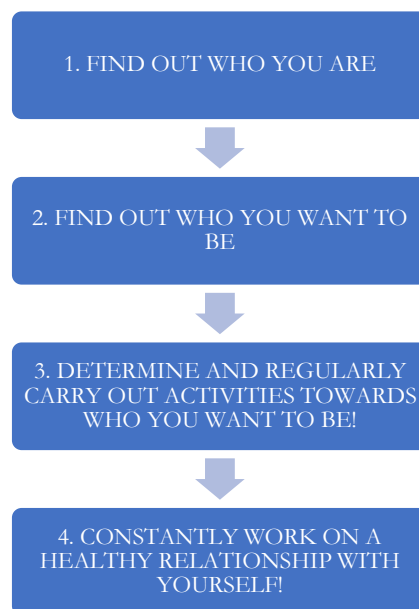 1. FIND OUT WHO YOU ARE
2. FIND OUT WHO YOU WANT TO
BE
3. DETERMINE AND REGULARLY
CARRY OUT ACTIVITIES TOWARDS
WHO YOU WANT TO BE!
4. CONSTANTLY WORK ON A
HEALTHY RELATIONSHIP WITH
YOURSELF!